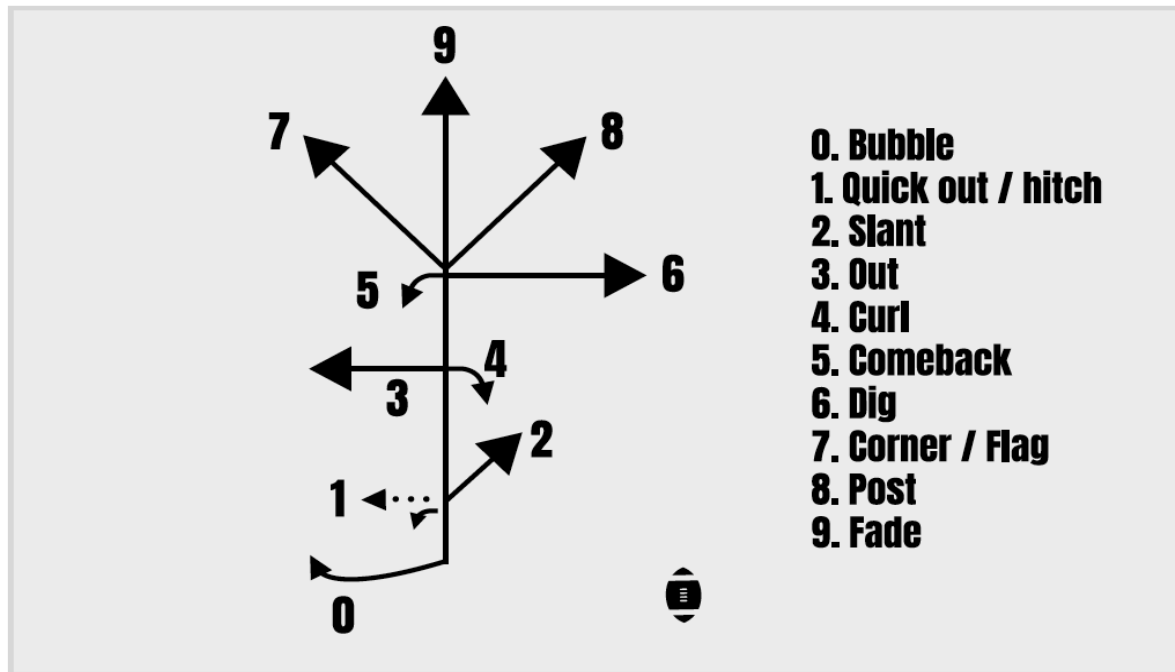 9
7
8
5
6
4
3
2
1
0
0. Bubble
1. Quick out / hitch
2. Slant
3. Out
4. Curl
5. Comeback
6. Dig
7. Corner / Flag
8. Post
9. Fade